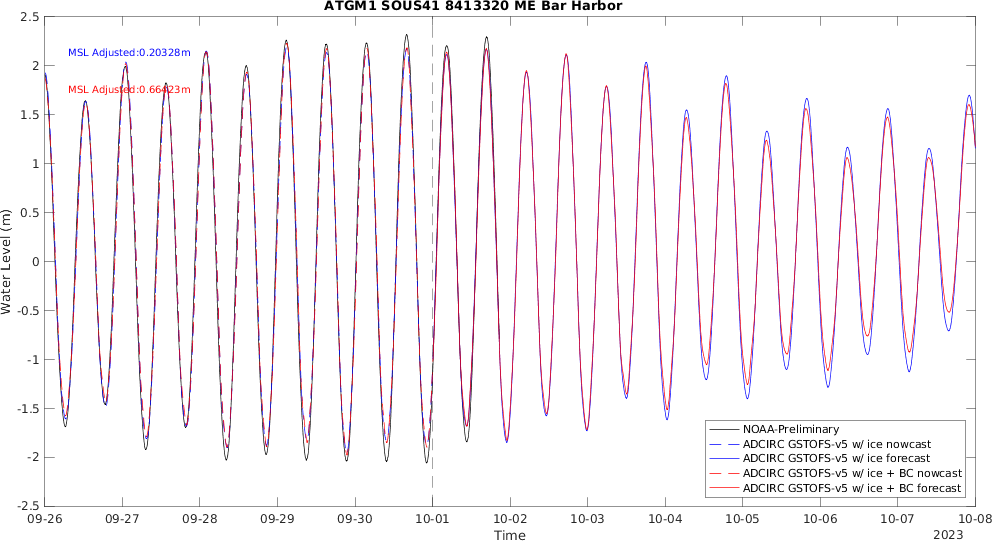 ATGM1 SOUS41 8413320 ME Bar Harbor
MSL Adjusted:0.20328m
MSL Adjusted:0.66423m
Water Level (m)
2.5
2
1.5
1
0.5
0
-0.5
-1
-1.5
-2
-2.5
NOAA-Preliminary
ADCIRC GSTOFS-v5 w/ ice nowcast
ADCIRC GSTOFS-v5 w/ ice forecast
ADCIRC GSTOFS-v5 w/ ice + BC nowcast
ADCIRC GSTOFS-v5 w/ ice + BC forecast
09-26 09-27 09-28 09-29 09-30 10-01 10-02 10-03 10-04 10-05 10-06 10-07 10-08
Time
2023